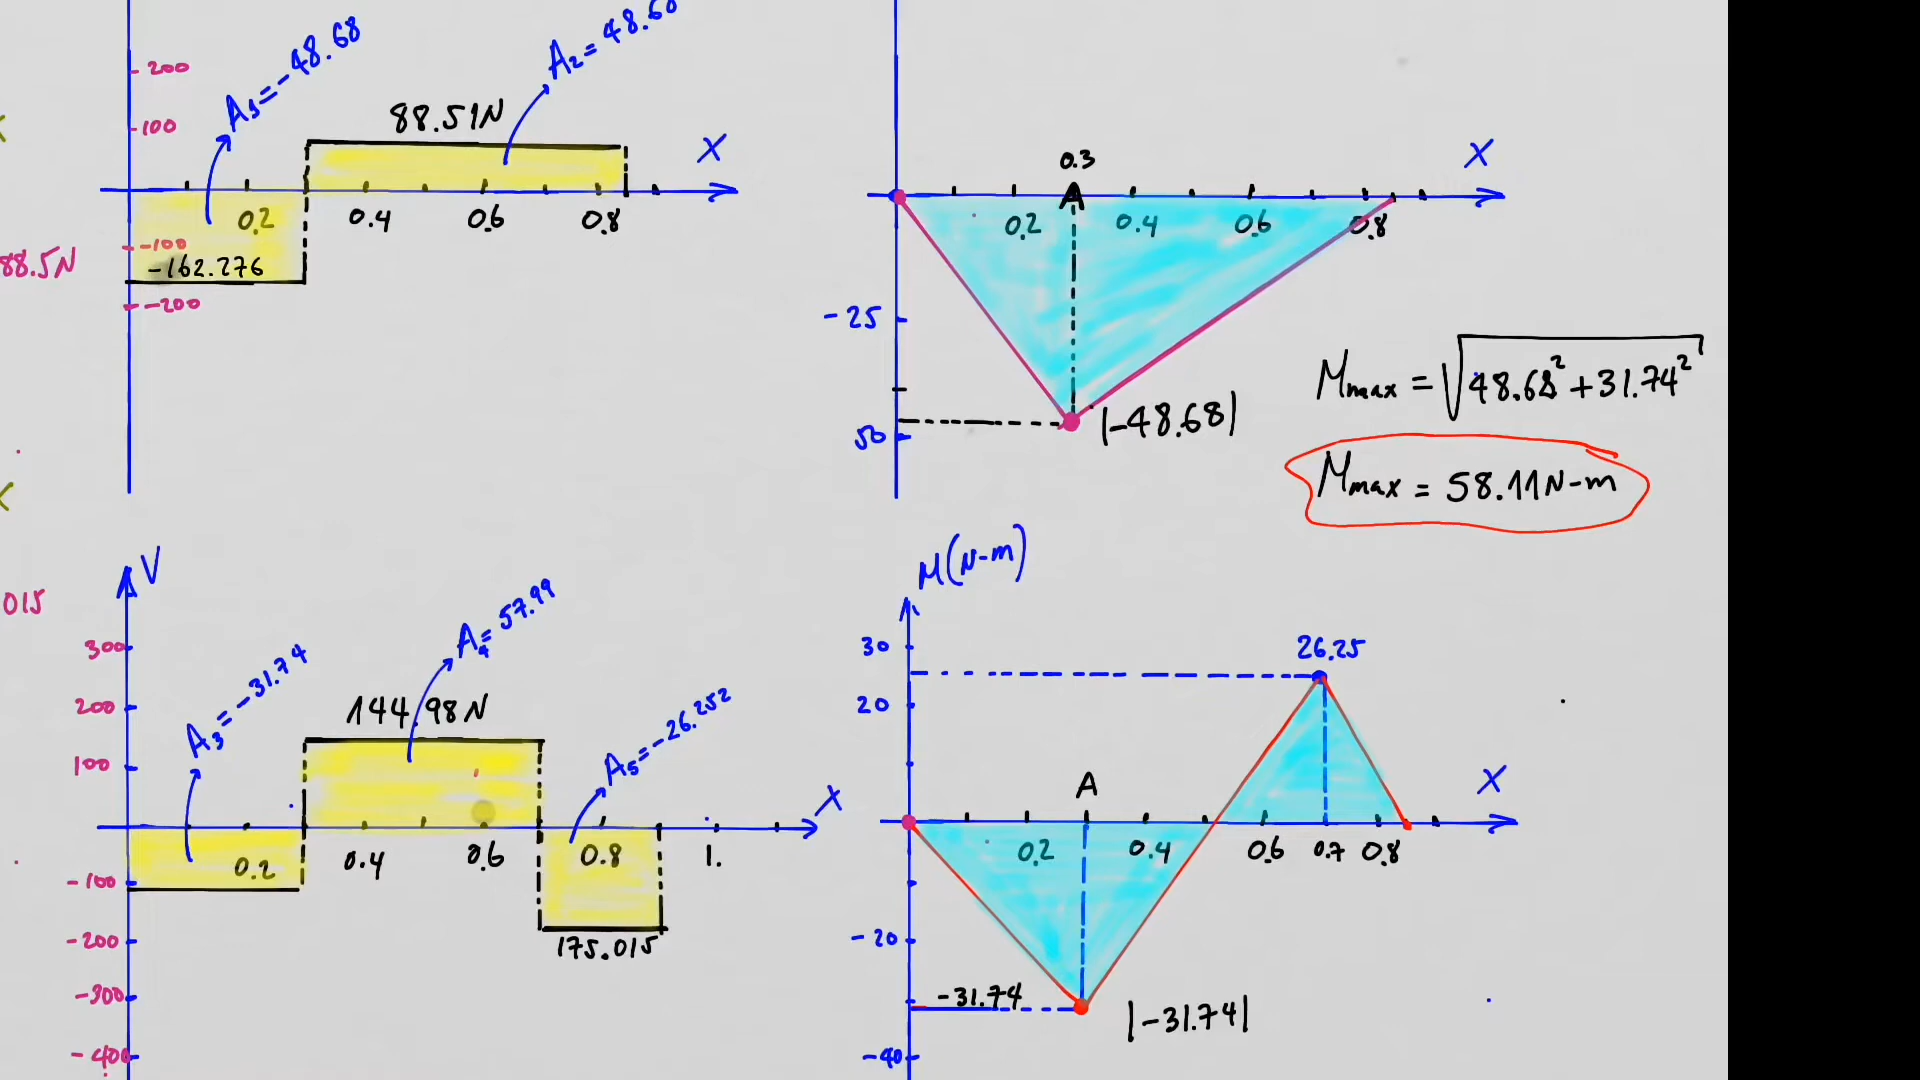 200
100
-100
-200
A1=-48.68
A2=48.68
88.51N
X
0.2
0.4
0.6
0.8
-162.276
88.5N
0.3
A
X
0.2
0.4
0.6
0.8
-25
50
|-48.68|
Mmax = √48.68²+31.74²
Mmax = 58.11N-m
V
300
200
100
-100
-200
-300
-400
015
A3=-31.74
A4=57.99
144.98N
A5=-26.252
X
0.2
0.4
0.6
0.8
1.
175.015
M(N-m)
30
20
-20
-40
26.25
A
X
0.2
0.4
0.6
0.7
0.8
-31.74
|-31.74|